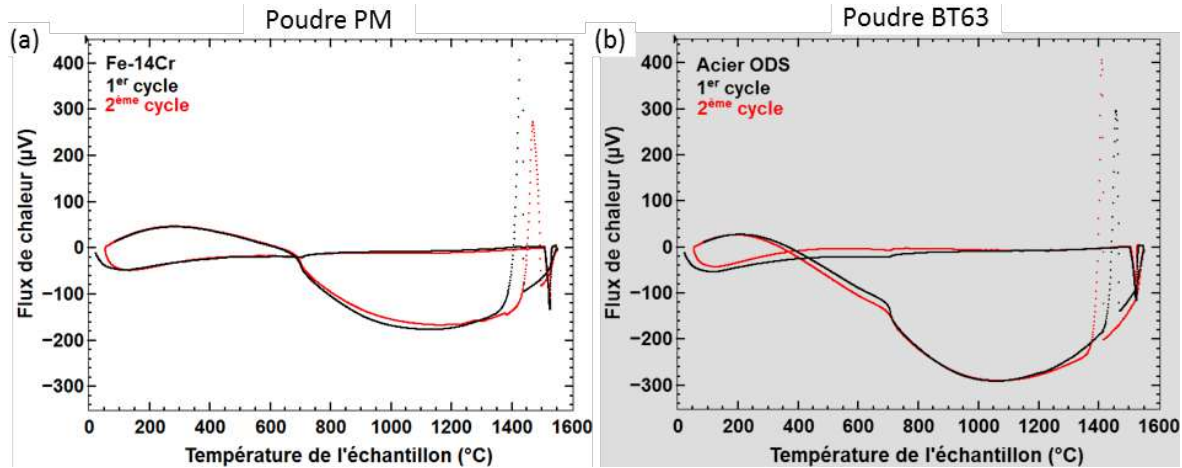 Poudre PM
Poudre BT63
(a)
Fe-14Cr
1er cycle
2ème cycle
400
300
200
100
0
−100
−200
−300
Flux de chaleur (µV)
0 200 400 600 800 1000 1200 1400 1600
Température de l'échantillon (°C)
(b)
Acier ODS
1er cycle
2ème cycle
400
300
200
100
0
−100
−200
−300
Flux de chaleur (µV)
0 200 400 600 800 1000 1200 1400 1600
Température de l'échantillon (°C)